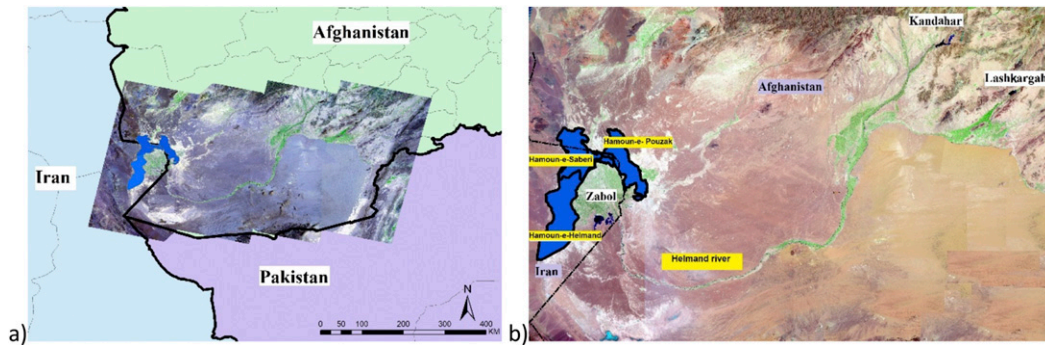 a)
Afghanistan
Iran
Pakistan
N
0 50 100 200 300 400
KM
b)
Kandahar
Lashkargah
Afghanistan
Hamoun-e- Pouzak
Hamoun-e-Saberi
Zabol
Hamoun-e-Helmand
Iran
Helmand river